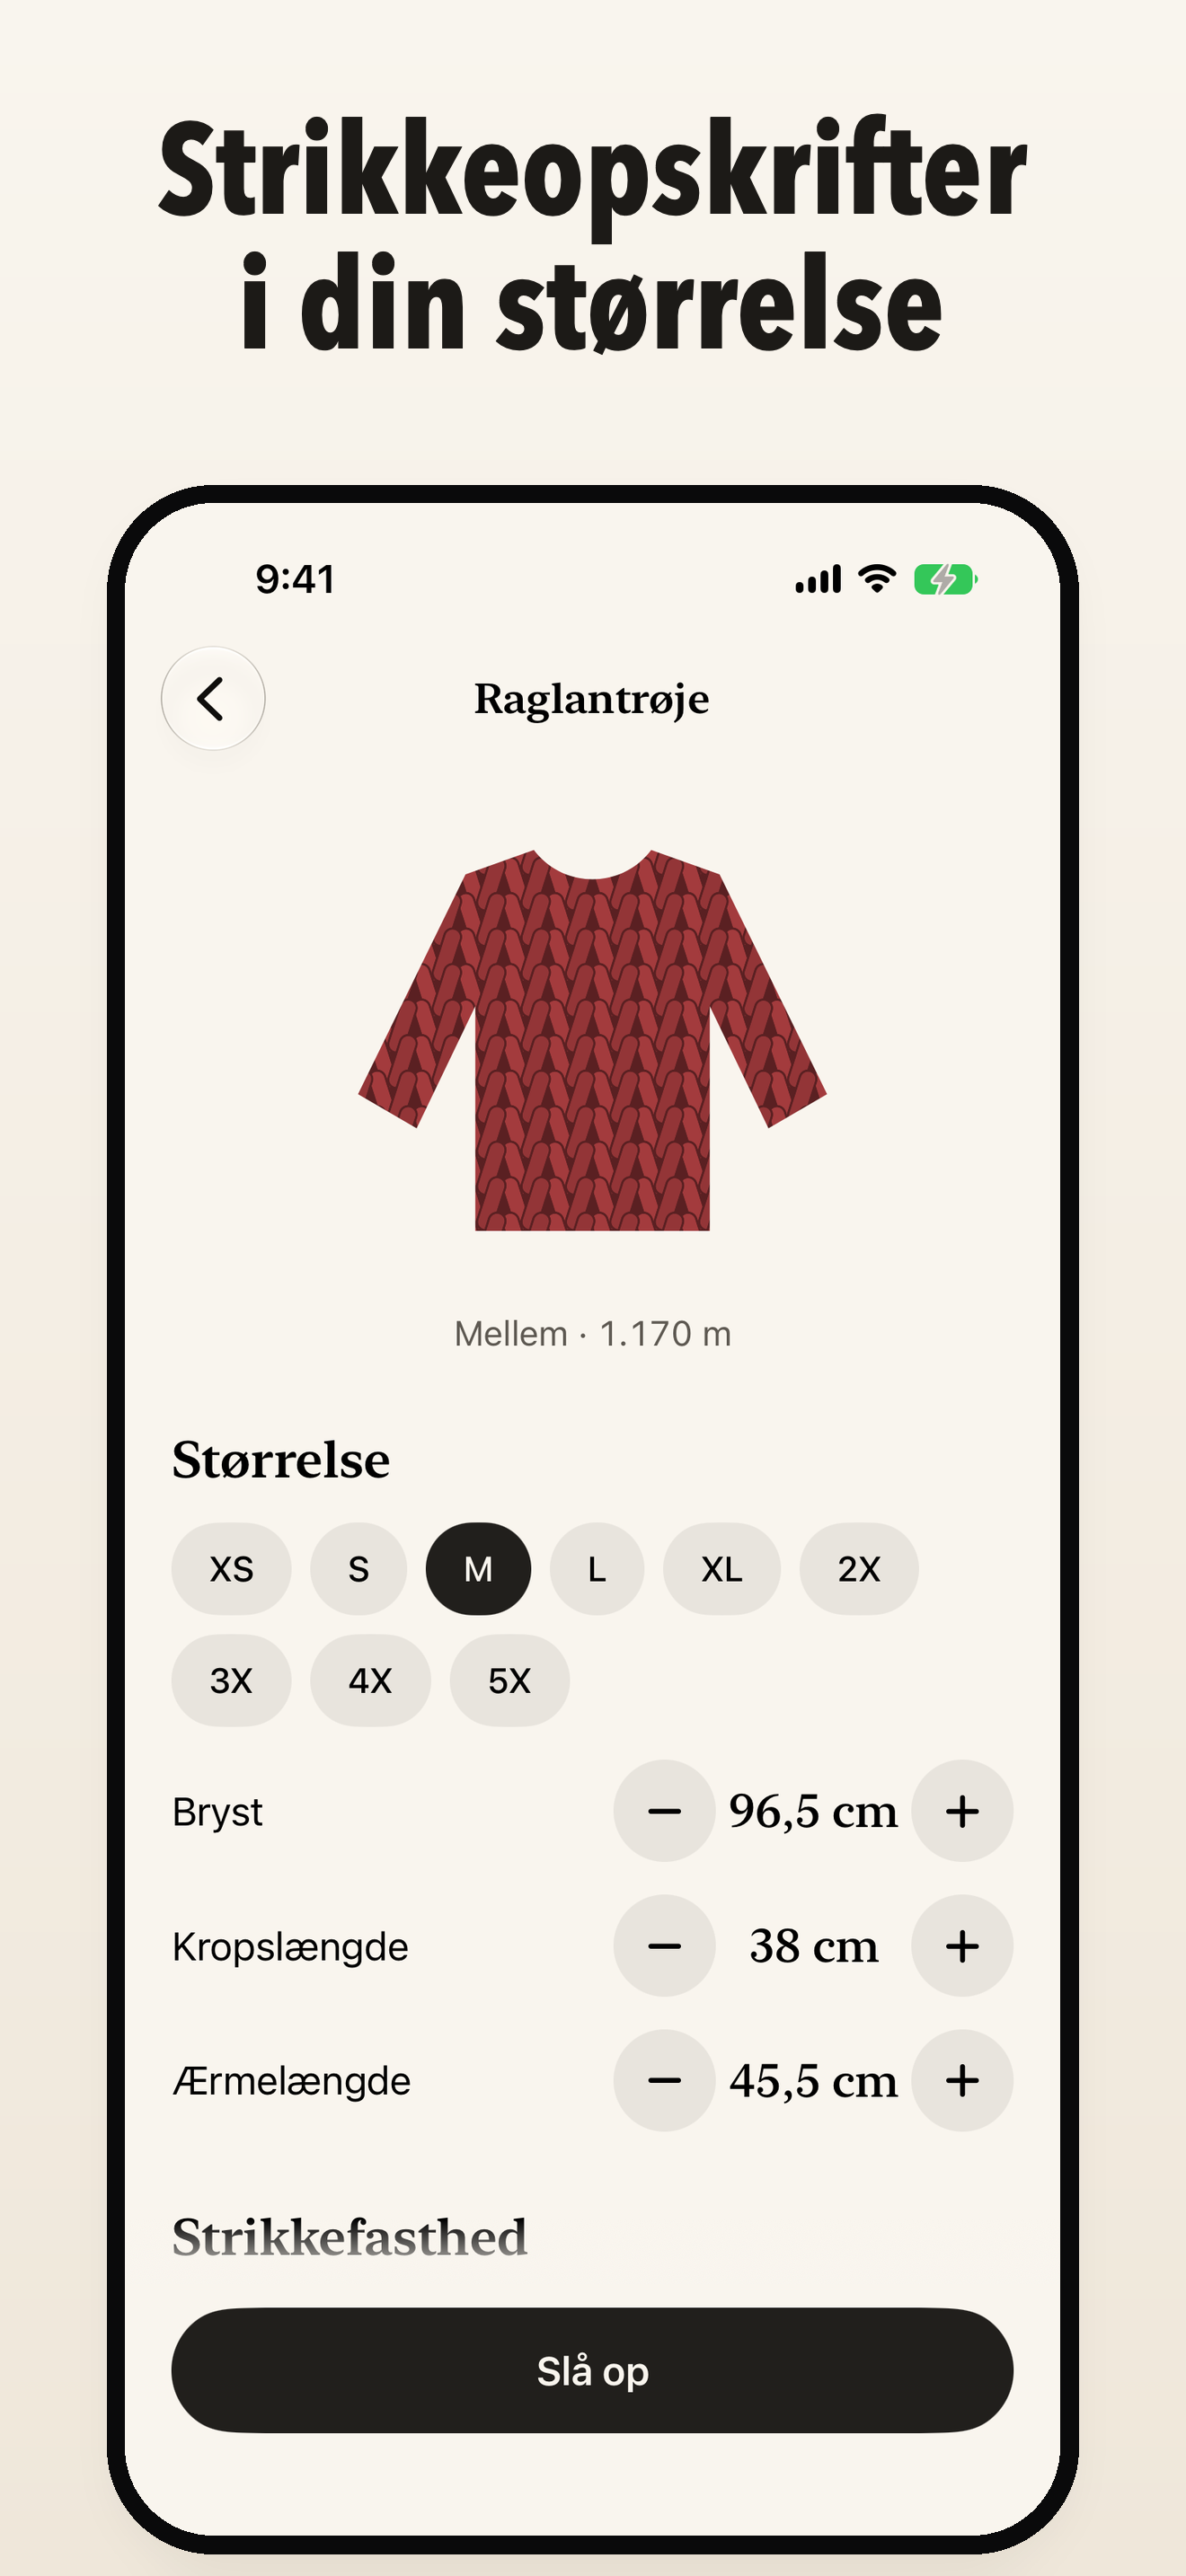 Strikkeopskrifter
i din størrelse
9:41
Raglantrøje
Mellem · 1.170 m
Størrelse
XS S M L XL 2X
3X 4X 5X
Bryst − 96,5 cm +
Kropslængde − 38 cm +
Ærmelængde − 45,5 cm +
Strikkefasthed
Slå op